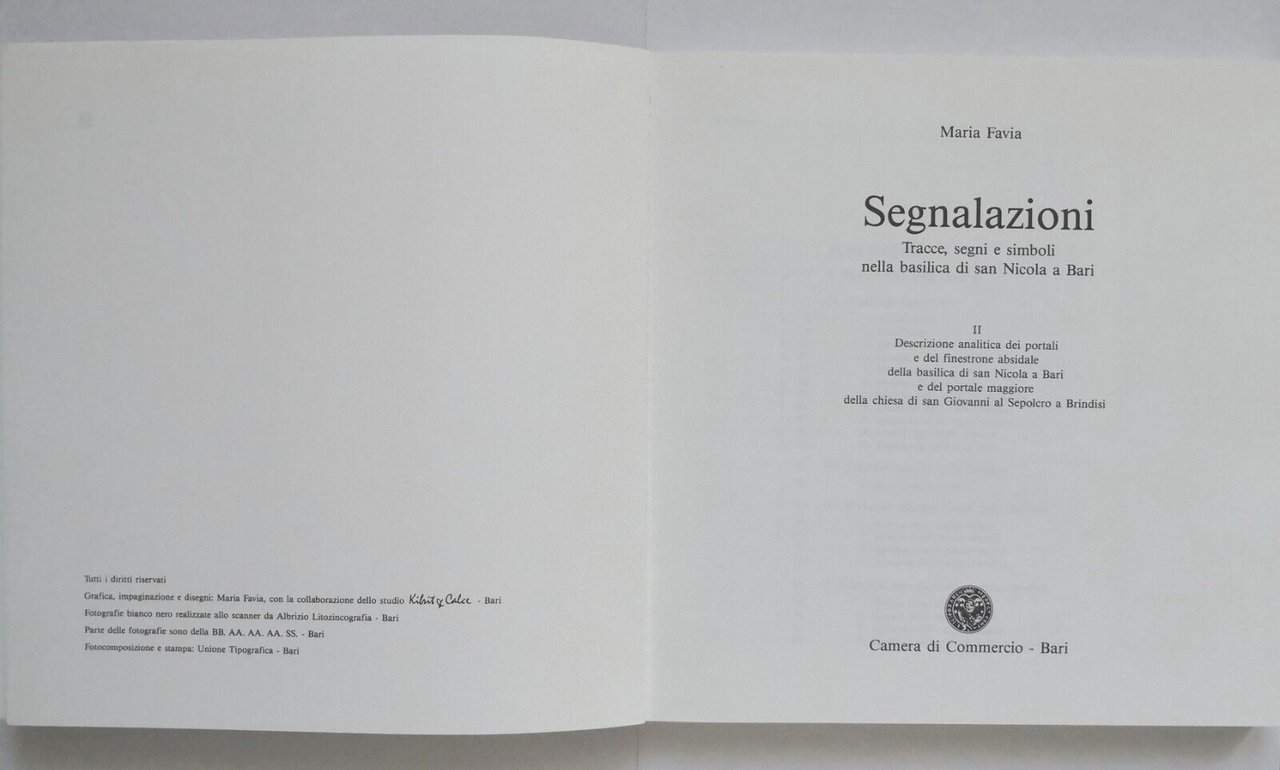 Tutti i diritti riservati
Grafica, impaginazione e disegni: Maria Favia, con la collaborazione dello studio - Bari
Fotografie bianco nero realizzate allo scanner da Albrizio Litozincografia - Bari
Parte delle fotografie sono della BB. AA. AA. AA. SS. - Bari
Fotocomposizione e stampa: Unione Tipografica - Bari
Maria Favia
Segnalazioni
Tracce, segni e simboli
nella basilica di san Nicola a Bari
II
Descrizione analitica dei portali
e del finestrone absidale
della basilica di san Nicola a Bari
e del portale maggiore
della chiesa di san Giovanni al Sepolcro a Brindisi
Camera di Commercio - Bari